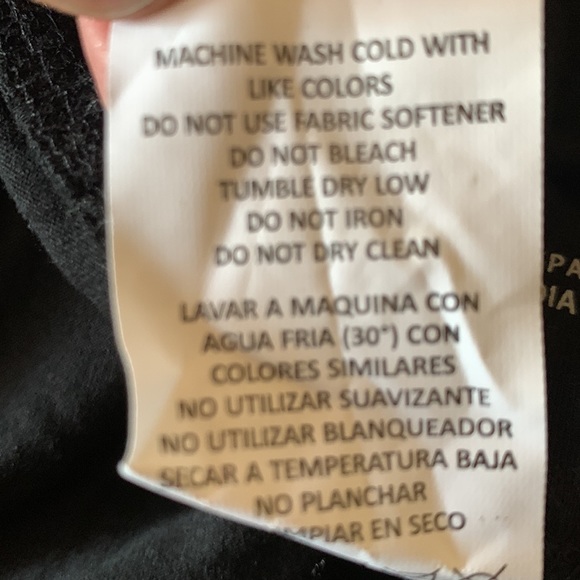 MACHINE WASH COLD WITH
LIKE COLORS
DO NOT USE FABRIC SOFTENER
DO NOT BLEACH
TUMBLE DRY LOW
DO NOT IRON
DO NOT DRY CLEAN
LAVAR A MAQUINA CON
AGUA FRIA (30°) CON
COLORES SIMILARES
NO UTILIZAR SUAVIZANTE
NO UTILIZAR BLANQUEADOR
SECAR A TEMPERATURA BAJA
NO PLANCHAR
EN SECO